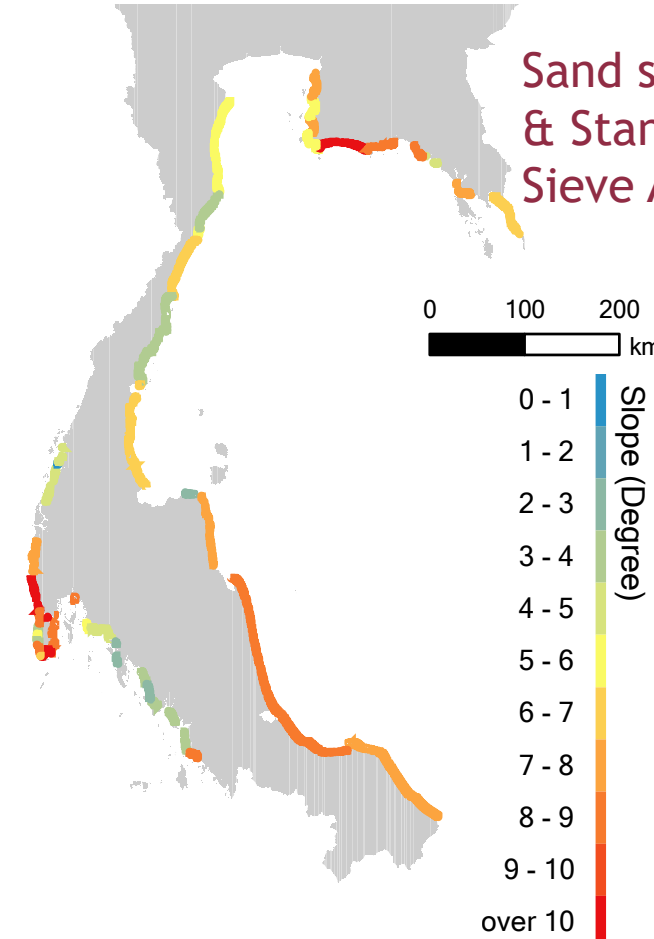 Sand s
& Stan
Sieve A
0 100 200
km
Slope (Degree)
0 - 1
1 - 2
2 - 3
3 - 4
4 - 5
5 - 6
6 - 7
7 - 8
8 - 9
9 - 10
over 10